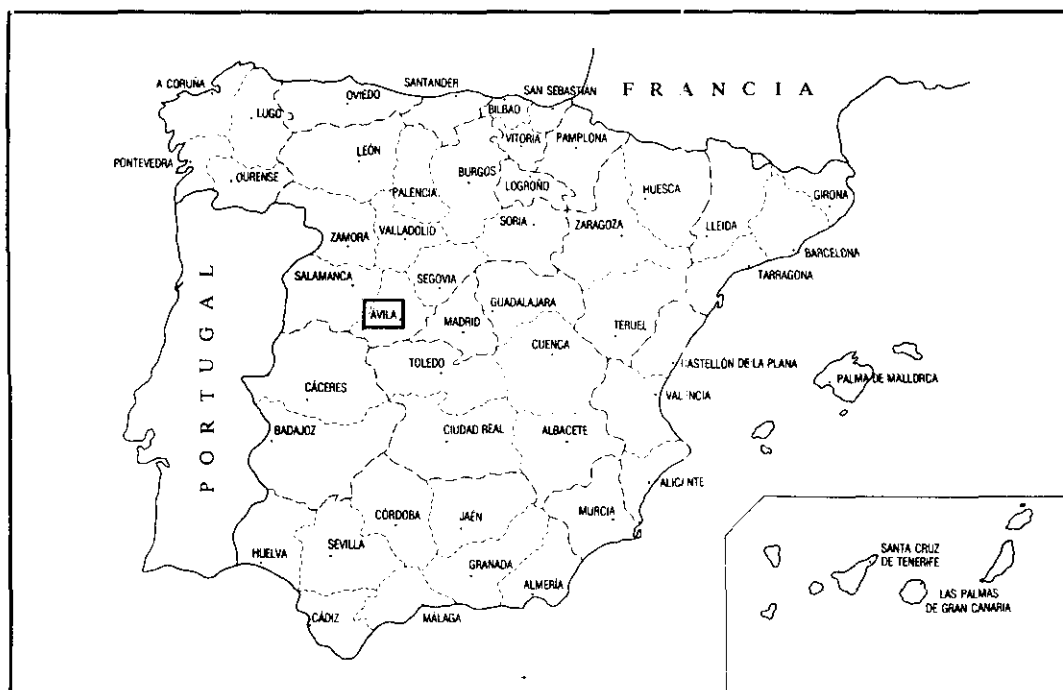 A CORUÑA
LUGO
OVIEDO
SANTANDER
BILBAO
SAN SEBASTIÁN
FRANCIA
VITORIA
PAMPLONA
PONTEVEDRA
OURENSE
LEÓN
PALENCIA
BURGOS
LOGROÑO
HUESCA
GIRONA
ZAMORA
VALLADOLID
SORIA
ZARAGOZA
LLEIDA
BARCELONA
TARRAGONA
SALAMANCA
SEGOVIA
ÁVILA
MADRID
GUADALAJARA
TERUEL
CUENCA
PORTUGAL
TOLEDO
CASTELLÓN DE LA PLANA
PALMA DE MALLORCA
CÁCERES
VALENCIA
BADAJOZ
CIUDAD REAL
ALBACETE
ALICANTE
CÓRDOBA
JAÉN
MURCIA
HUELVA
SEVILLA
GRANADA
ALMERÍA
CÁDIZ
MÁLAGA
SANTA CRUZ
DE TENERIFE
LAS PALMAS
DE GRAN CANARIA